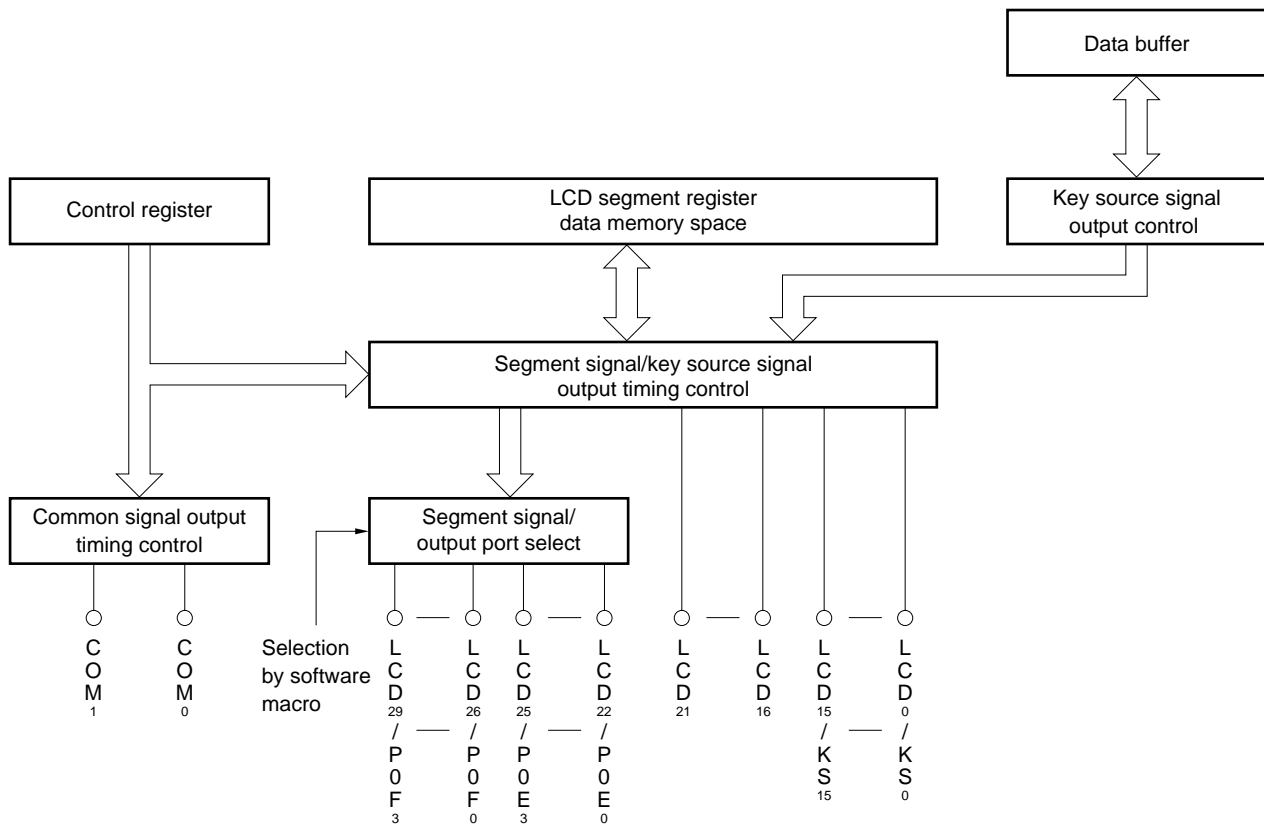 Data buffer
Control register
LCD segment register
data memory space
Key source signal
output control
Segment signal/key source signal
output timing control
Common signal output
timing control
Segment signal/
output port select
Selection
by software
macro
COM1
COM0
LCD29/P0F3
LCD26/P0F0
LCD25/P0E3
LCD22/P0E0
LCD21
LCD16
LCD15/KS15
LCD0/KS0